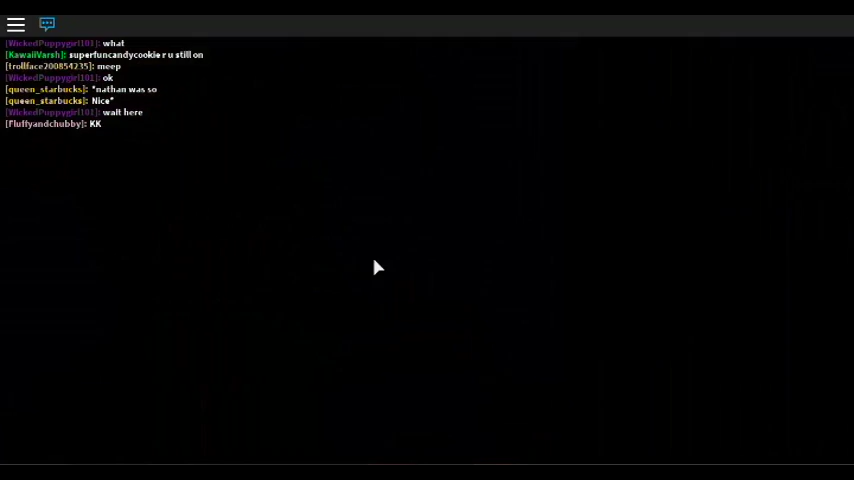 [WickedPuppygirl101]: what
[KawaiiVarsh]: superfuncandycookie r u still on
[trollface200854235]: meep
[WickedPuppygirl101]: ok
[queen_starbucks]: *nathan was so
[queen_starbucks]: Nice*
[WickedPuppygirl101]: wait here
[Fluffyandchubby]: KK